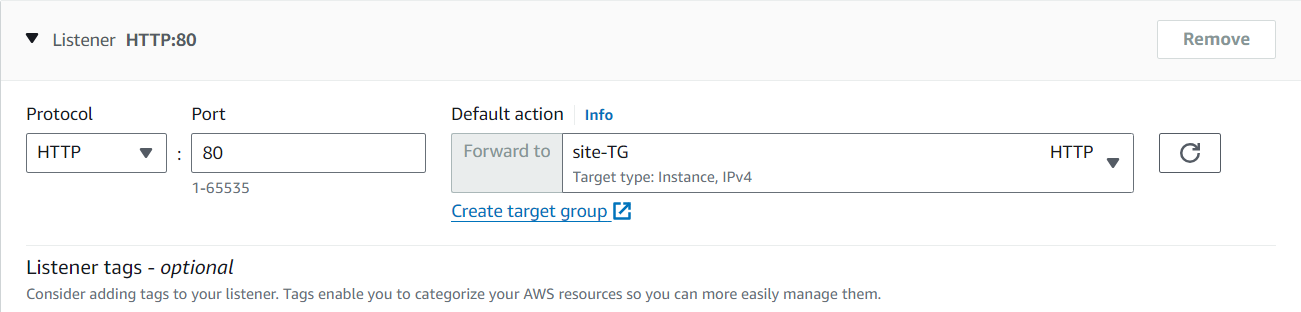 Listener HTTP:80 Remove
Protocol Port Default action Info
HTTP : 80 Forward to site-TG HTTP
Target type: Instance, IPv4
1-65535
Create target group
Listener tags - optional
Consider adding tags to your listener. Tags enable you to categorize your AWS resources so you can more easily manage them.